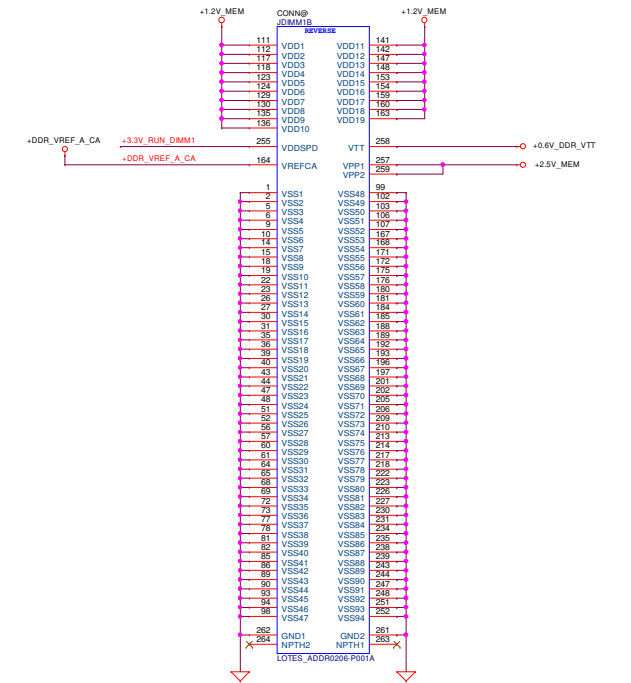 +1.2V_MEM CONN@ +1.2V_MEM
JDIMM1B
REVERSE
111 VDD1 VDD11 141
112 VDD2 VDD12 142
117 VDD3 VDD13 147
118 VDD4 VDD14 148
123 VDD5 VDD15 153
124 VDD6 VDD16 154
129 VDD7 VDD17 159
130 VDD8 VDD18 160
135 VDD9 VDD19 163
136 VDD10
+DDR_VREF_A_CA +3.3V_RUN_DIMM1 255 VDDSPD VTT 258 +0.6V_DDR_VTT
+DDR_VREF_A_CA 164 VREFCA VPP1 257 +2.5V_MEM
VPP2 259
1 VSS1 VSS48 99
2 VSS2 VSS49 102
5 VSS3 VSS50 103
6 VSS4 VSS51 106
9 VSS5 VSS52 107
10 VSS6 VSS53 167
14 VSS7 VSS54 168
15 VSS8 VSS55 171
18 VSS9 VSS56 172
19 VSS10 VSS57 175
22 VSS11 VSS58 176
23 VSS12 VSS59 180
26 VSS13 VSS60 181
27 VSS14 VSS61 184
30 VSS15 VSS62 185
31 VSS16 VSS63 188
35 VSS17 VSS64 189
36 VSS18 VSS65 192
39 VSS19 VSS66 193
40 VSS20 VSS67 196
43 VSS21 VSS68 197
44 VSS22 VSS69 201
47 VSS23 VSS70 202
48 VSS24 VSS71 205
51 VSS25 VSS72 206
52 VSS26 VSS73 209
56 VSS27 VSS74 210
57 VSS28 VSS75 213
60 VSS29 VSS76 214
61 VSS30 VSS77 217
64 VSS31 VSS78 218
65 VSS32 VSS79 222
68 VSS33 VSS80 223
69 VSS34 VSS81 226
72 VSS35 VSS82 227
73 VSS36 VSS83 230
77 VSS37 VSS84 231
78 VSS38 VSS85 234
81 VSS39 VSS86 235
82 VSS40 VSS87 238
85 VSS41 VSS88 239
86 VSS42 VSS89 243
89 VSS43 VSS90 244
90 VSS44 VSS91 247
93 VSS45 VSS92 248
94 VSS46 VSS93 251
98 VSS47 VSS94 252
262 GND1 GND2 261
264 NPTH2 NPTH1 263
LOTES_ADDR0206-P001A